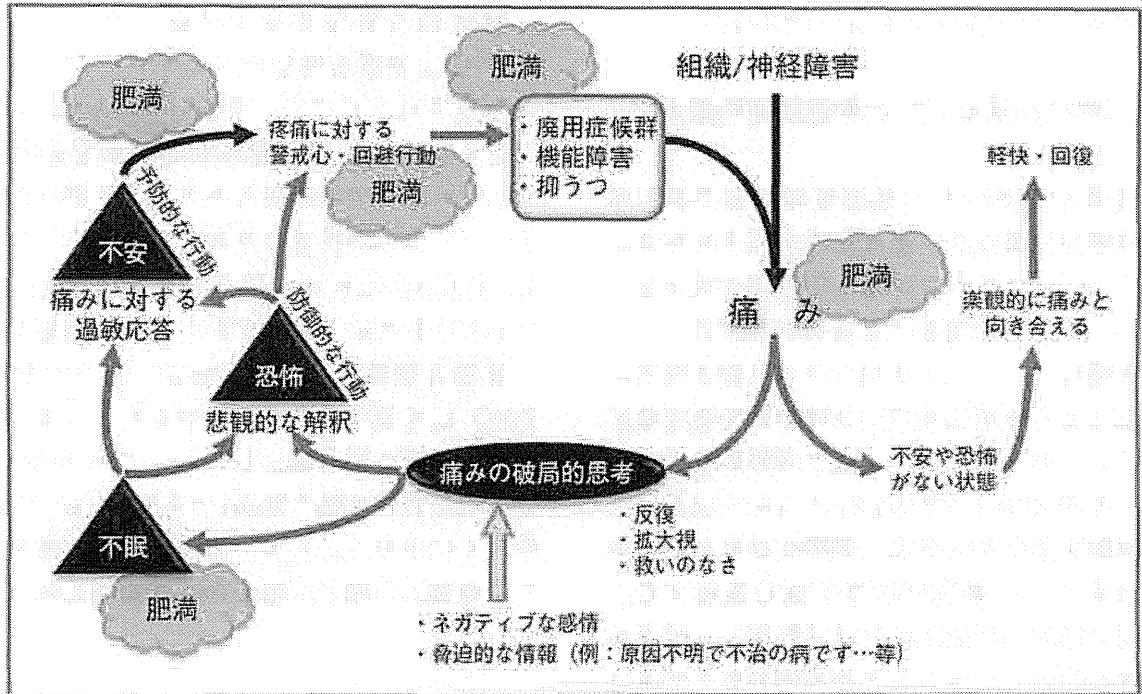 肥満
肥満
組織/神経障害
疼痛に対する
警戒心・回避行動
肥満
・廃用症候群
・機能障害
・抑うつ
軽快・回復
予防的な行動
不安
痛みに対する
過敏応答
肥満
痛 み
楽観的に痛みと
向き合える
防御的な行動
恐怖
悲観的な解釈
痛みの破局的思考
不安や恐怖
がない状態
・反復
・拡大視
・救いのなさ
不眠
肥満
・ネガティブな感情
・脅迫的な情報（例：原因不明で不治の病です…等）